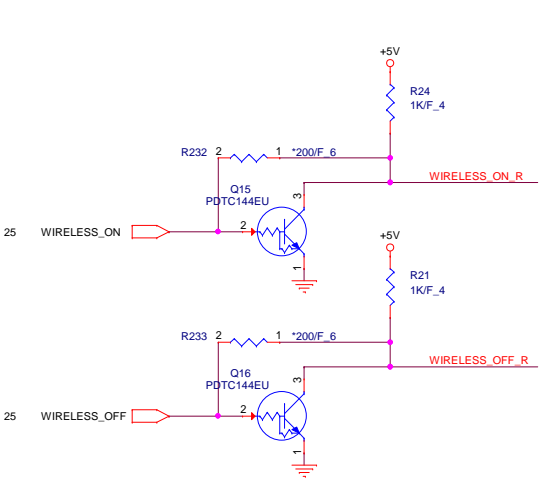 +5V
R24
1K/F_4
R232 2 1 *200/F_6
WIRELESS_ON_R
Q15
PDTC144EU
3
25 WIRELESS_ON 2
1
+5V
R21
1K/F_4
R233 2 1 *200/F_6
WIRELESS_OFF_R
Q16
PDTC144EU
3
25 WIRELESS_OFF 2
1